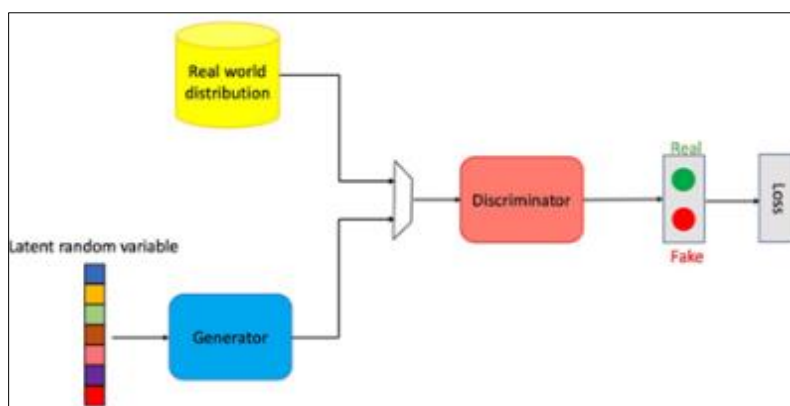 Real world
distribution
Real
Discriminator
Loss
Fake
Latent random variable
Generator